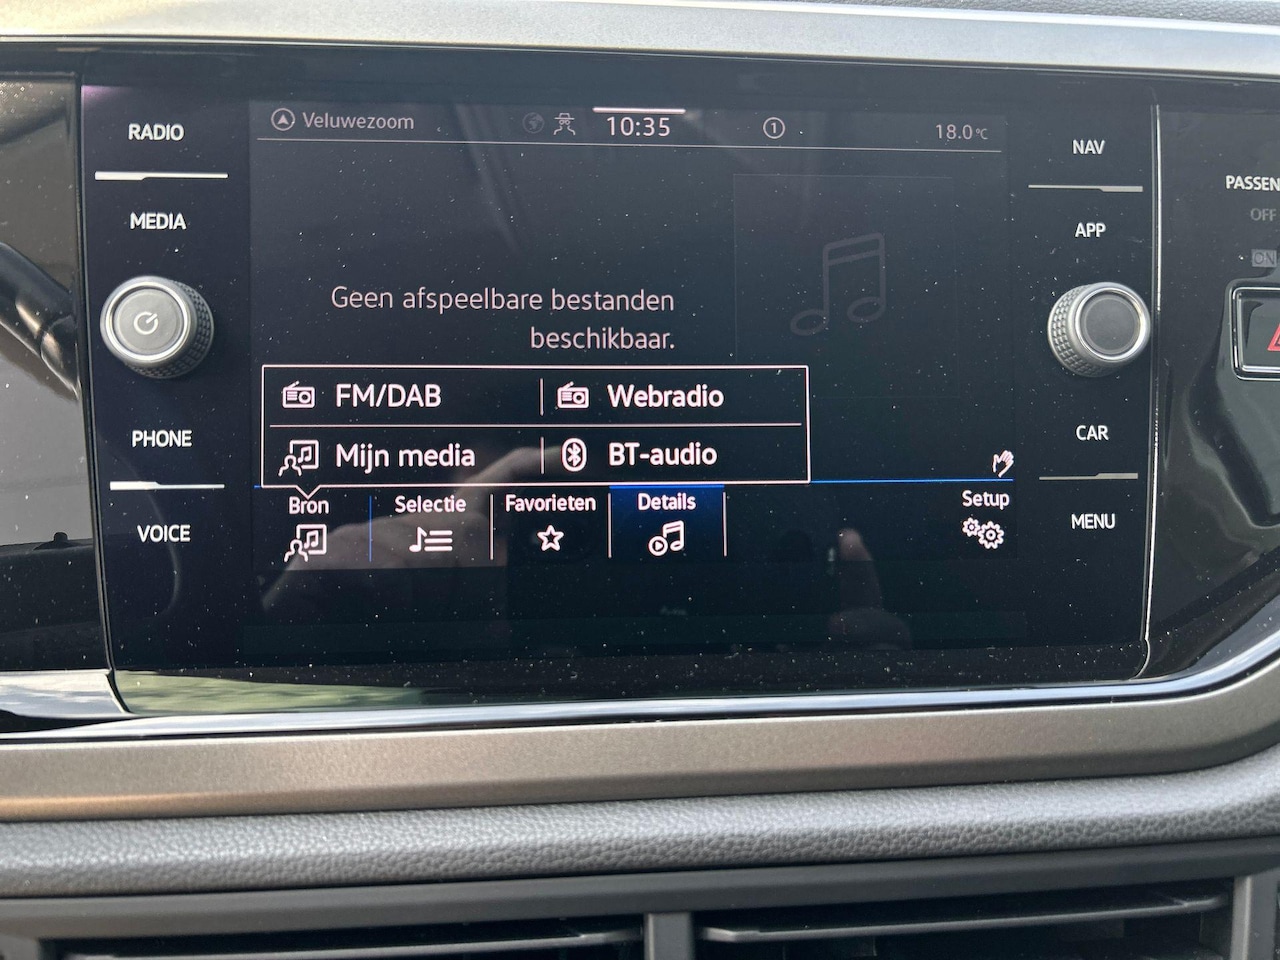 RADIO
MEDIA
PHONE
VOICE
Veluwezoom
10:35
1
18.0°C
Geen afspeelbare bestanden
beschikbaar.
FM/DAB
Webradio
Mijn media
BT-audio
Bron
Selectie
Favorieten
Details
Setup
NAV
APP
CAR
MENU
PASSEN
OFF
ON